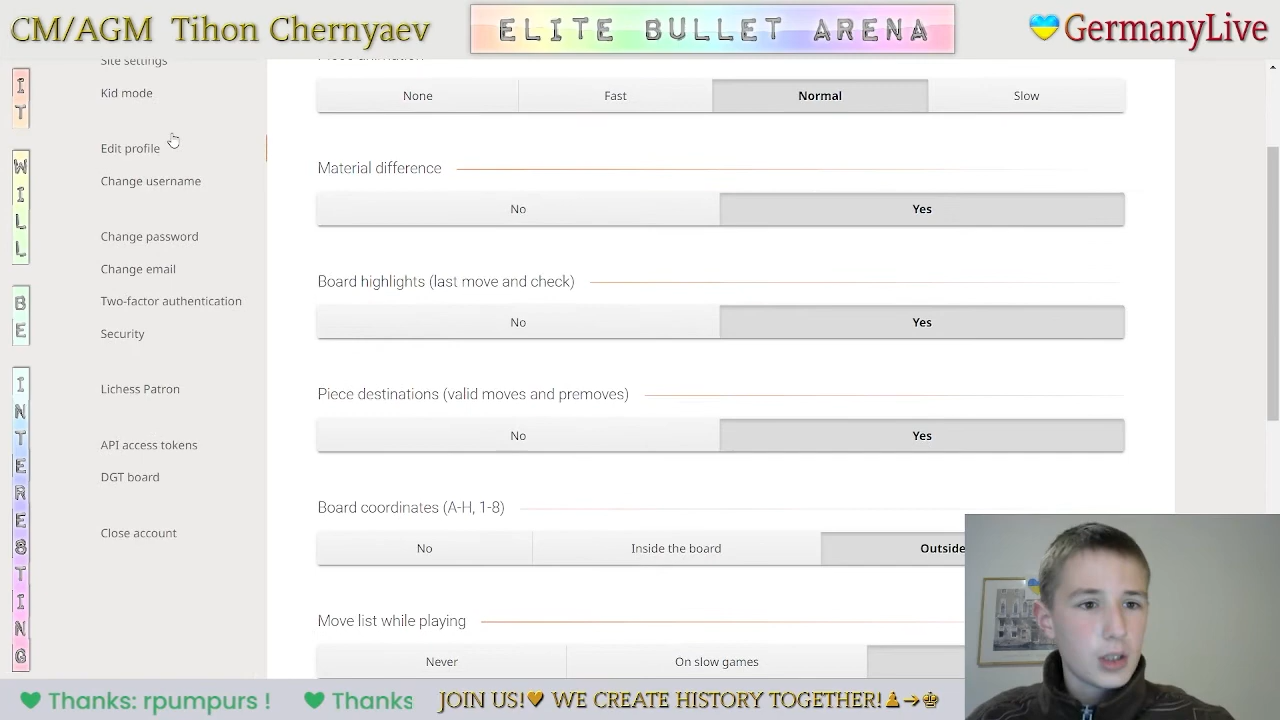 CM/AGM Tihon Chernyaev
ELITE BULLET ARENA
GermanyLive
IT
WILL
BE
INTERE8TING
Site settings
Kid mode
Edit profile
Change username
Change password
Change email
Two-factor authentication
Security
Lichess Patron
API access tokens
DGT board
Close account
Piece animation
None Fast Normal Slow
Material difference
No Yes
Board highlights (last move and check)
No Yes
Piece destinations (valid moves and premoves)
No Yes
Board coordinates (A-H, 1-8)
No Inside the board Outside
Move list while playing
Never On slow games
Thanks: rpumpurs ! Thanks
JOIN US! WE CREATE HISTORY TOGETHER!